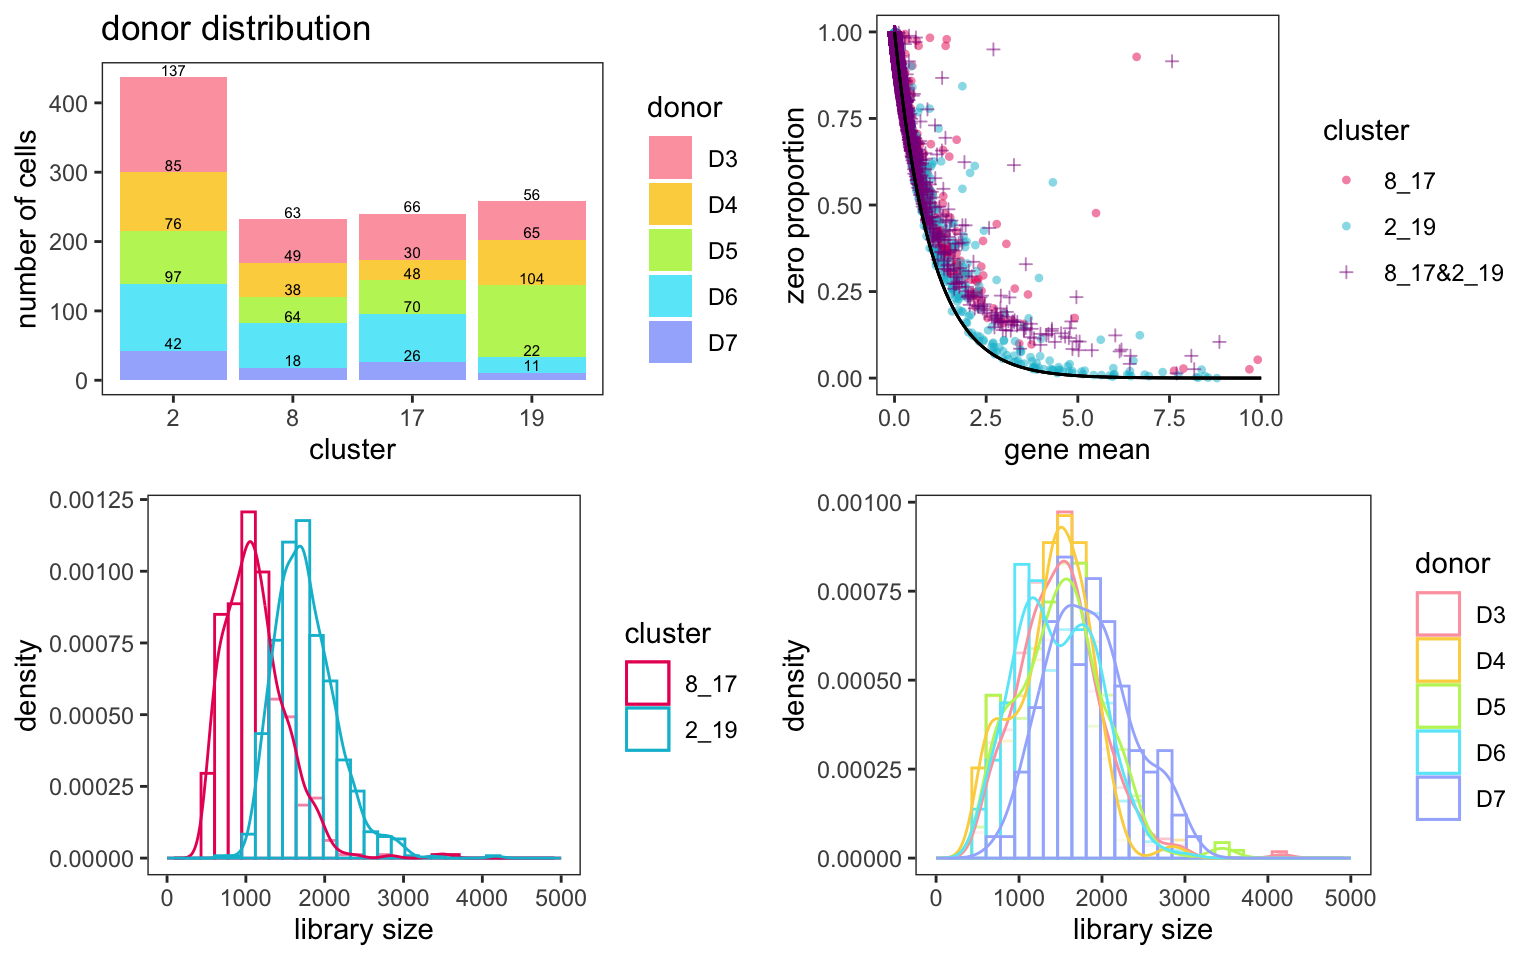 donor distribution
number of cells
400
300
200
100
0
137
85
76
97
42
63
49
38
64
18
66
30
48
70
26
56
65
104
22
11
2
8
17
19
cluster
donor
D3
D4
D5
D6
D7
zero proportion
1.00
0.75
0.50
0.25
0.00
0.0
2.5
5.0
7.5
10.0
gene mean
cluster
8_17
2_19
8_17&2_19
density
0.00125
0.00100
0.00075
0.00050
0.00025
0.00000
0
1000
2000
3000
4000
5000
library size
cluster
8_17
2_19
density
0.00100
0.00075
0.00050
0.00025
0.00000
0
1000
2000
3000
4000
5000
library size
donor
D3
D4
D5
D6
D7